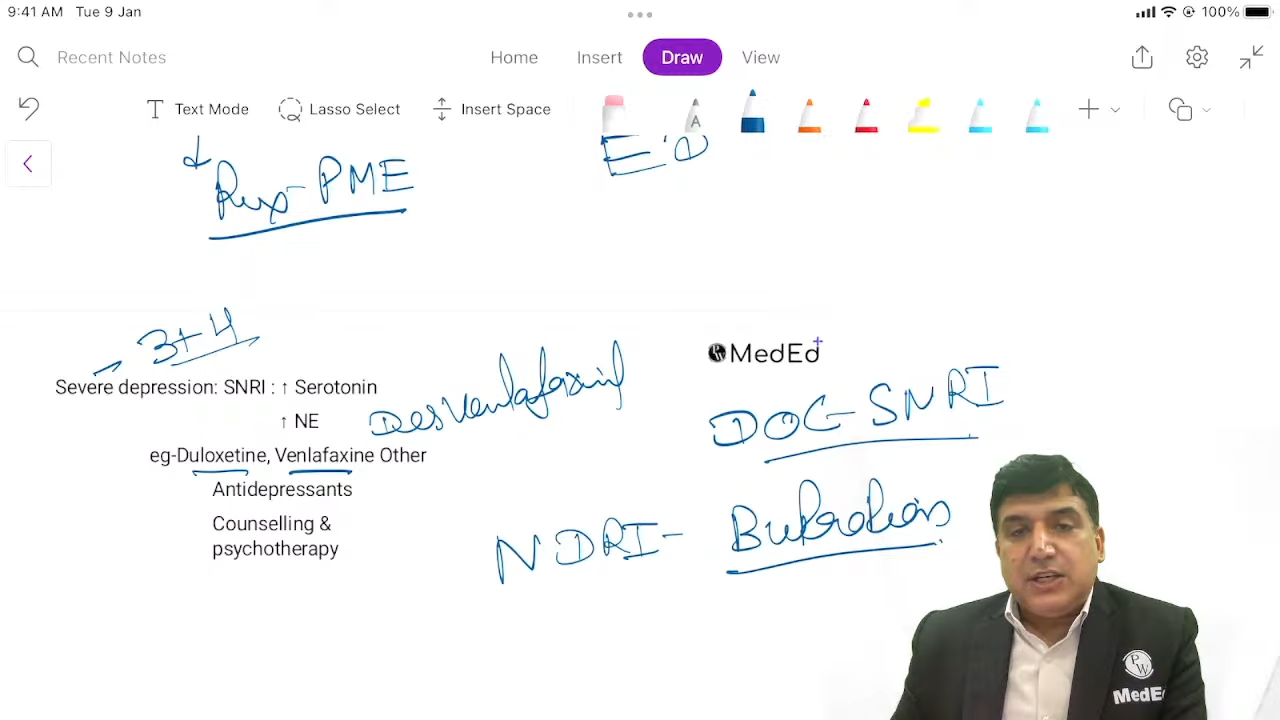 9:41 AM Tue 9 Jan
100%
Recent Notes
Home Insert Draw View
Text Mode Lasso Select Insert Space
A
PME
3+4
MedEd+
Severe depression: SNRI : ↑ Serotonin
↑ NE
DesVenlafaxine
DOC-SNRI
eg-Duloxetine, Venlafaxine Other
Antidepressants
Counselling &
psychotherapy
NDRI-
PW
MedEd